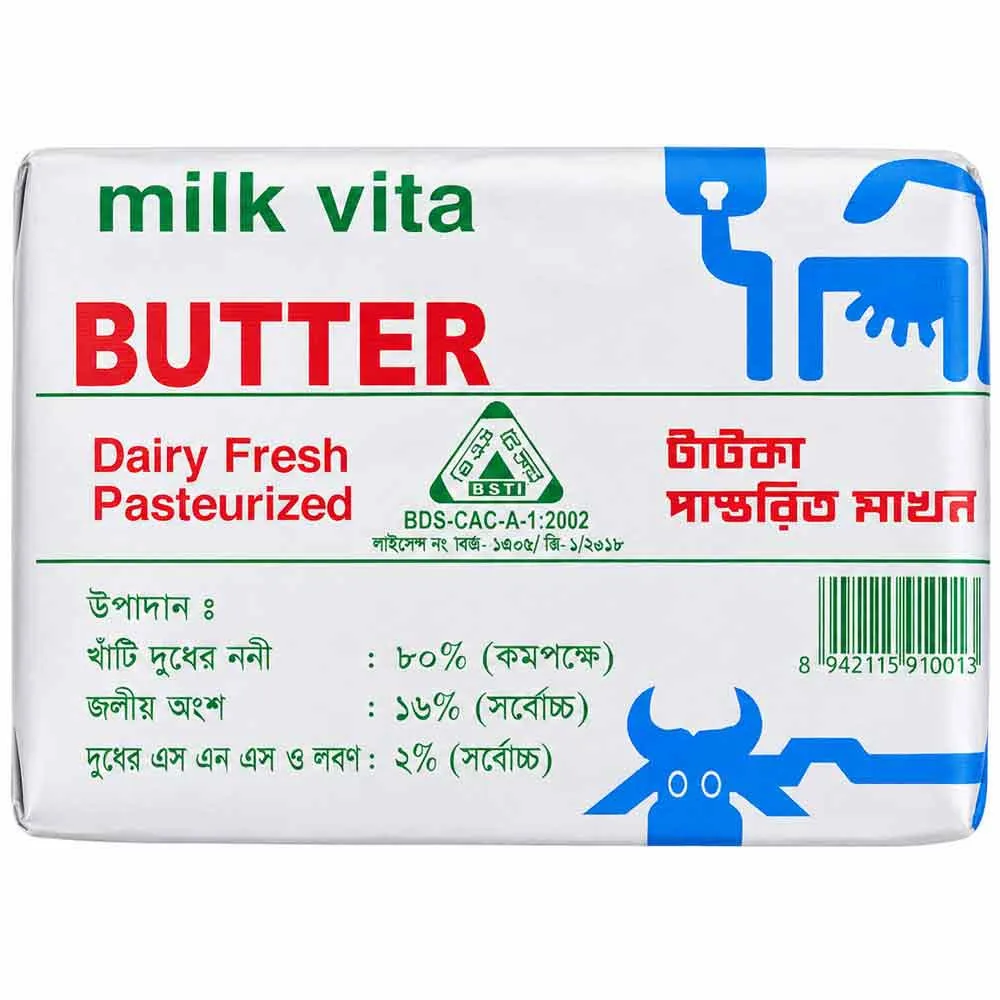 milk vita
BUTTER
Dairy Fresh
Pasteurized
BSTI
BDS-CAC-A-1:2002
লাইসেন্স নং বির্জ- ১৩০৫/ জি- ১/২৩১৮
টাটকা
পাস্তুরিত মাখন
উপাদান ঃ
খাঁটি দুধের ননী : ৮০% (কমপক্ষে)
জলীয় অংশ : ১৬% (সর্বোচ্চ)
দুধের এস এন এস ও লবণ : ২% (সর্বোচ্চ)
8 942115 910013